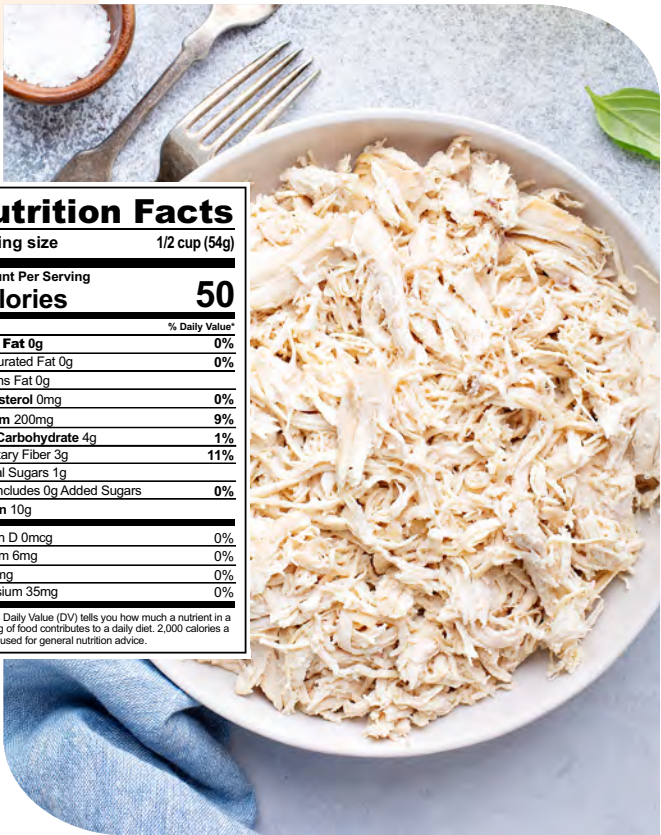 utrition Facts
ing size 1/2 cup (54g)
unt Per Serving
lories 50
% Daily Value*
Fat 0g 0%
urated Fat 0g 0%
ns Fat 0g
sterol 0mg 0%
m 200mg 9%
Carbohydrate 4g 1%
tary Fiber 3g 11%
al Sugars 1g
ncludes 0g Added Sugars 0%
n 10g
n D 0mcg 0%
m 6mg 0%
mg 0%
sium 35mg 0%
Daily Value (DV) tells you how much a nutrient in a
g of food contributes to a daily diet. 2,000 calories a
used for general nutrition advice.